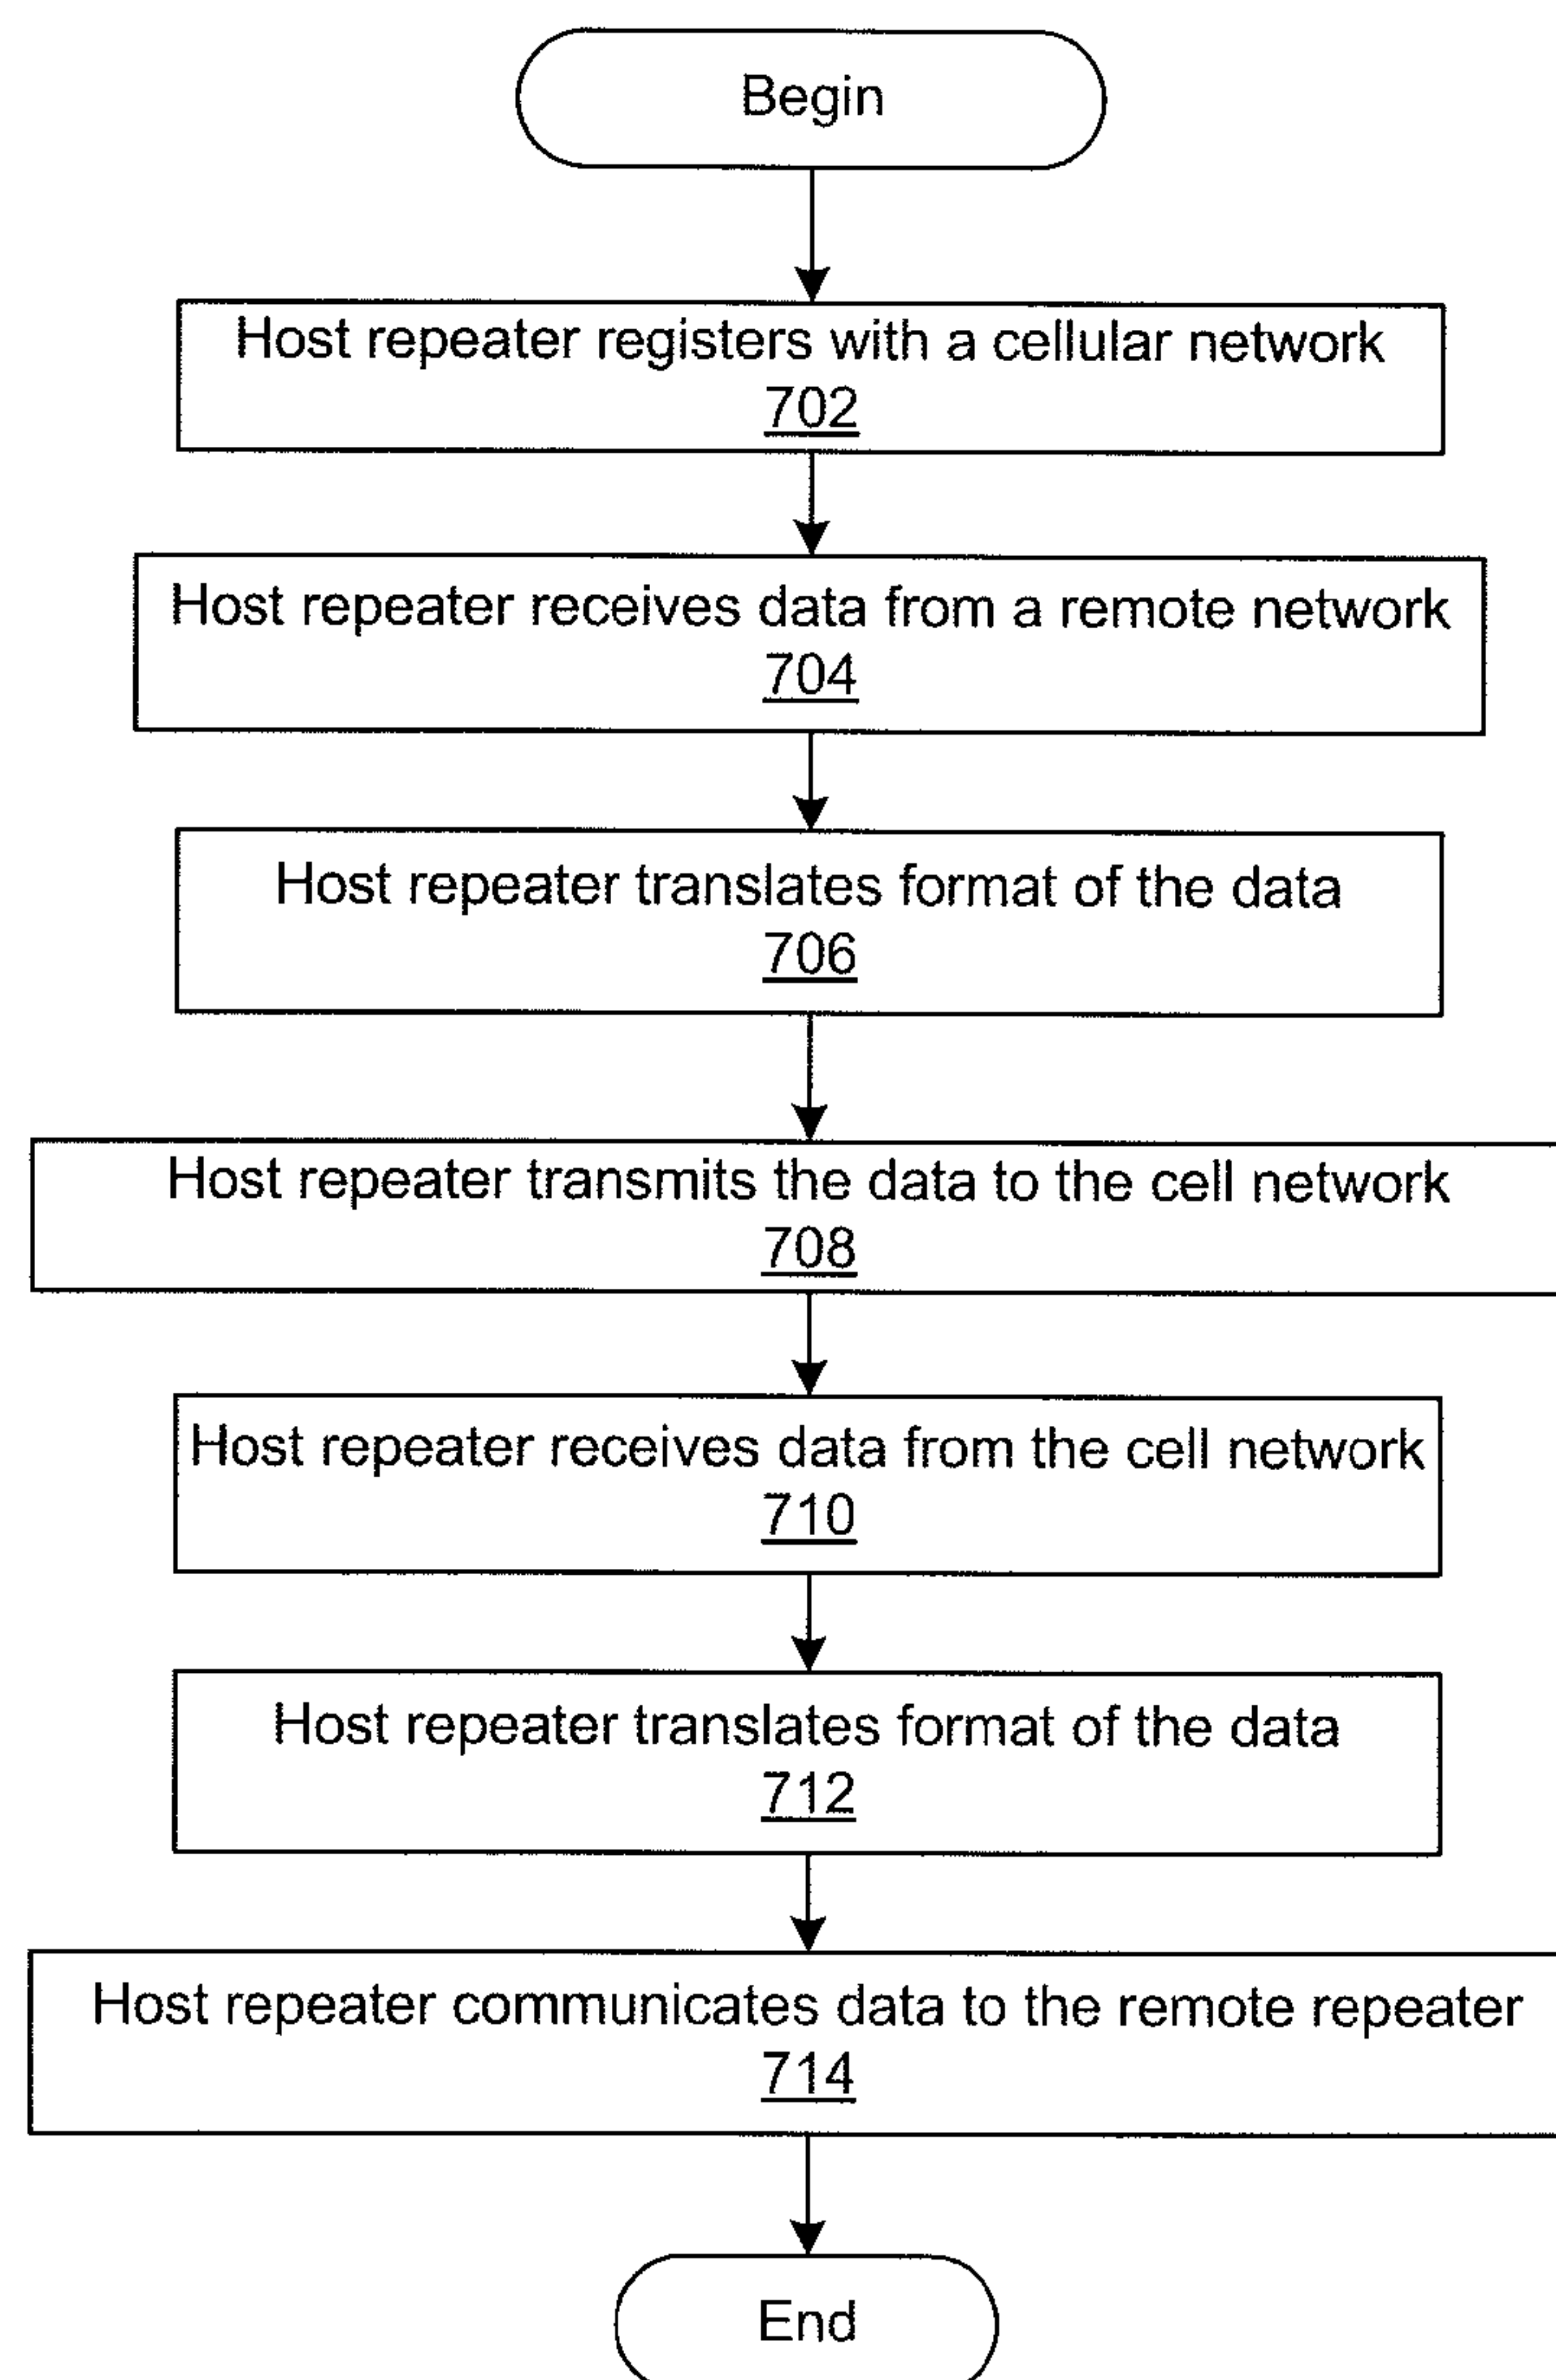 Begin
Host repeater registers with a cellular network
702
Host repeater receives data from a remote network
704
Host repeater translates format of the data
706
Host repeater transmits the data to the cell network
708
Host repeater receives data from the cell network
710
Host repeater translates format of the data
712
Host repeater communicates data to the remote repeater
714
End